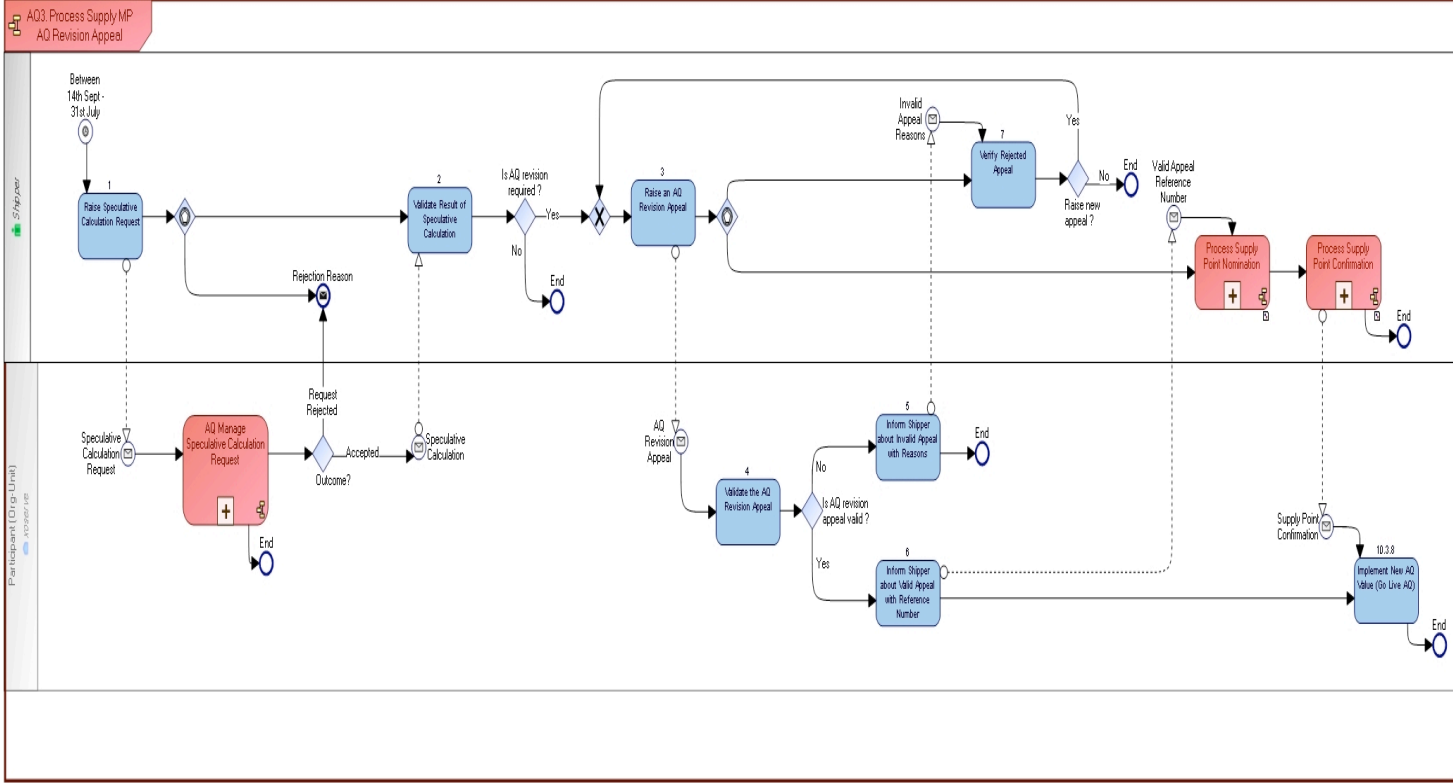 AQ3. Process Supply MP
AQ Revision Appeal
Shipper
Between
14th Sept -
31st July
1
Raise Speculative
Calculation Request
Rejection Reason
2
Validate Result of
Speculative
Calculation
Is AQ revision
required ?
Yes
No
End
3
Raise an AQ
Revision Appeal
Invalid
Appeal
Reasons
7
Verify Rejected
Appeal
Yes
No
Raise new
appeal ?
End
Valid Appeal
Reference
Number
Process Supply
Point Nomination
Process Supply
Point Confirmation
End
Participant (Org-Unit)
xoserve
Speculative
Calculation
Request
AQ Manage
Speculative Calculation
Request
End
Request
Rejected
Accepted
Outcome?
Speculative
Calculation
AQ
Revision
Appeal
4
Validate the AQ
Revision Appeal
No
Is AQ revision
appeal valid ?
Yes
5
Inform Shipper
about Invalid Appeal
with Reasons
End
6
Inform Shipper
about Valid Appeal
with Reference
Number
Supply Point
Confirmation
10.3.8
Implement New AQ
Value (Go Live AQ)
End